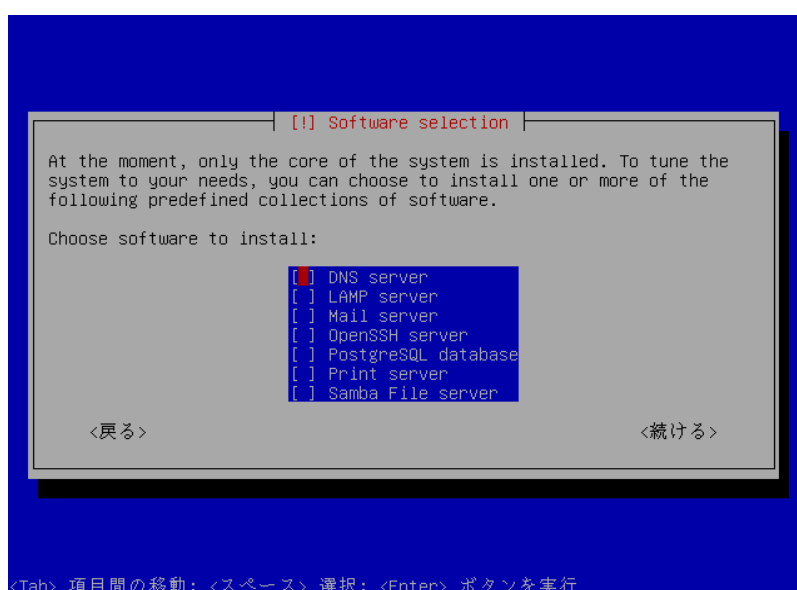 [!] Software selection
At the moment, only the core of the system is installed. To tune the
system to your needs, you can choose to install one or more of the
following predefined collections of software.
Choose software to install:
[ ] DNS server
[ ] LAMP server
[ ] Mail server
[ ] OpenSSH server
[ ] PostgreSQL database
[ ] Print server
[ ] Samba File server
<戻る> <続ける>
<Tab> 項目間の移動; <スペース> 選択; <Enter> ボタンを実行